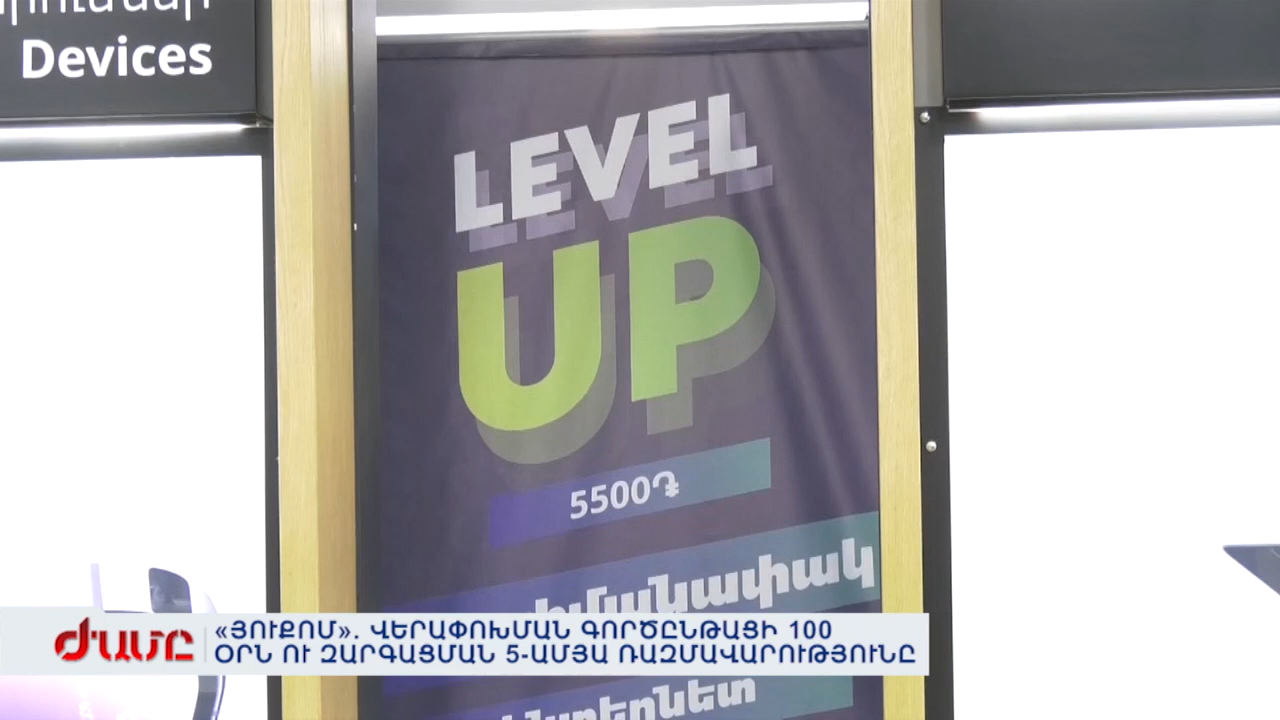 Devices
LEVEL
UP
5500֏
ԺԱՄԸ
«ՅՈՒՔՈՄ». ՎԵՐԱՓՈԽՄԱՆ ԳՈՐԾԸՆԹԱՑԻ 100
ՕՐՆ ՈՒ ԶԱՐԳԱՑՄԱՆ 5-ԱՄՅԱ ՌԱԶՄԱՎԱՐՈՒԹՅՈՒՆԸ